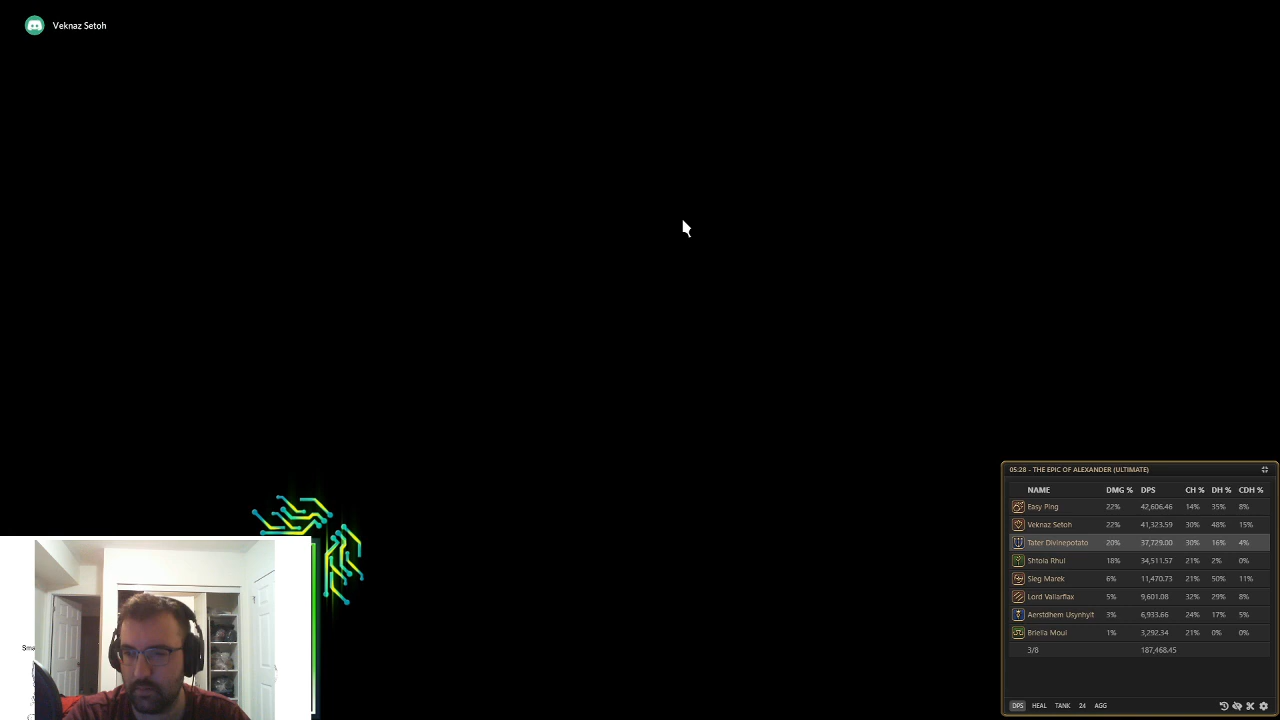 Veknaz Setoh
05:28 - THE EPIC OF ALEXANDER (ULTIMATE)
NAME DMG % DPS CH % DH % CDH %
Easy Ping 22% 42,606.46 14% 35% 8%
Veknaz Setoh 22% 41,323.59 30% 48% 15%
Tater Divinepotato 20% 37,729.00 30% 16% 4%
Shtola Rhul 18% 34,511.57 21% 2% 0%
Sieg Marek 6% 11,470.73 21% 50% 11%
Lord Vallarfax 5% 9,601.08 32% 29% 8%
Aerstdhem Usynhyit 3% 6,933.66 24% 17% 5%
Briella Moui 1% 3,292.34 21% 0% 0%
3/8 187,468.45
Sma
DPS HEAL TANK 24 AGG